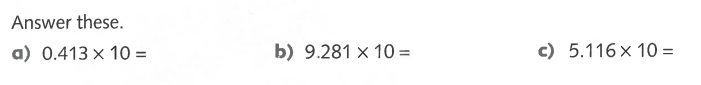 Answer these.
a) 0.413 × 10 = b) 9.281 × 10 = c) 5.116 × 10 =